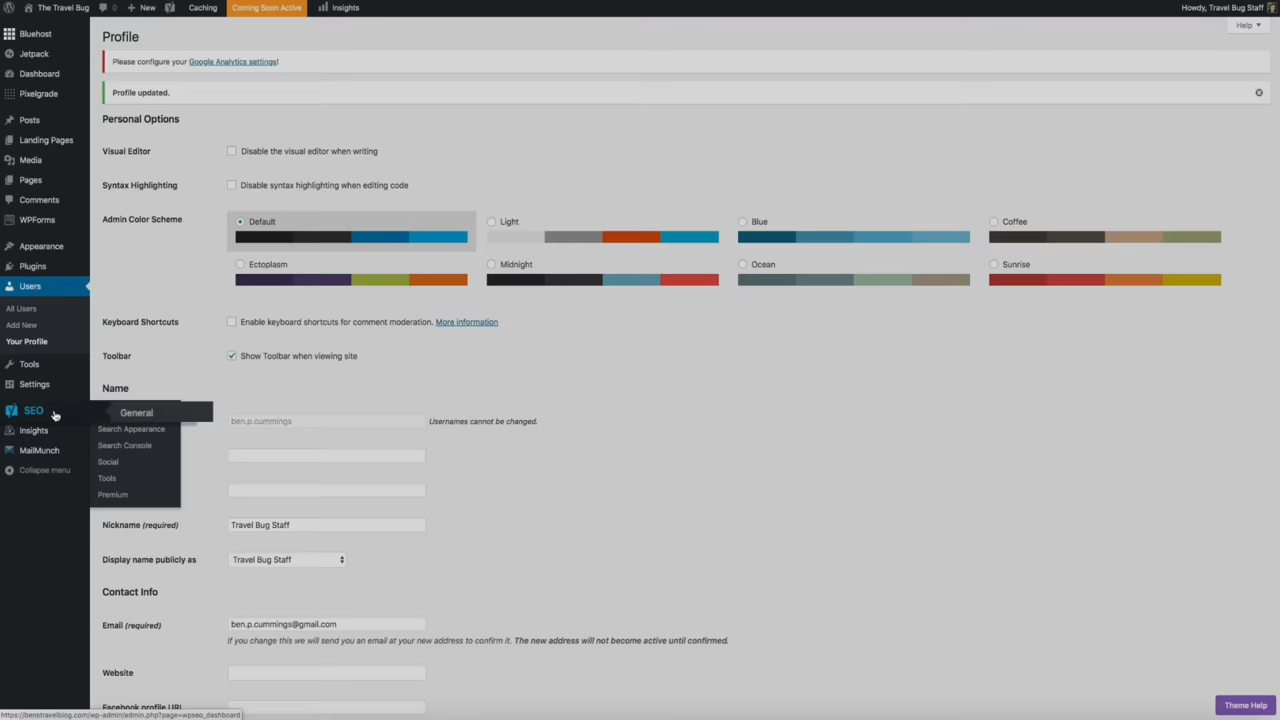 The Travel Bug 0 New Caching Coming Soon Active Insights Howdy, Travel Bug Staff
Help
Bluehost
Jetpack
Dashboard
Pixelgrade
Posts
Landing Pages
Media
Pages
Comments
WPForms
Appearance
Plugins
Users
All Users
Add New
Your Profile
Tools
Settings
SEO
Insights
MailMunch
Collapse menu
General
Search Appearance
Search Console
Social
Tools
Premium
Profile
Please configure your Google Analytics settings!
Profile updated.
Personal Options
Visual Editor Disable the visual editor when writing
Syntax Highlighting Disable syntax highlighting when editing code
Admin Color Scheme Default Light Blue Coffee
Ectoplasm Midnight Ocean Sunrise
Keyboard Shortcuts Enable keyboard shortcuts for comment moderation. More information
Toolbar Show Toolbar when viewing site
Name
ben.p.cummings Usernames cannot be changed.
Nickname (required) Travel Bug Staff
Display name publicly as Travel Bug Staff
Contact Info
Email (required) ben.p.cummings@gmail.com
If you change this we will send you an email at your new address to confirm it. The new address will not become active until confirmed.
Website
Facebook profile URL
Theme Help
https://benstravelblog.com/wp-admin/admin.php?page=wpseo_dashboard